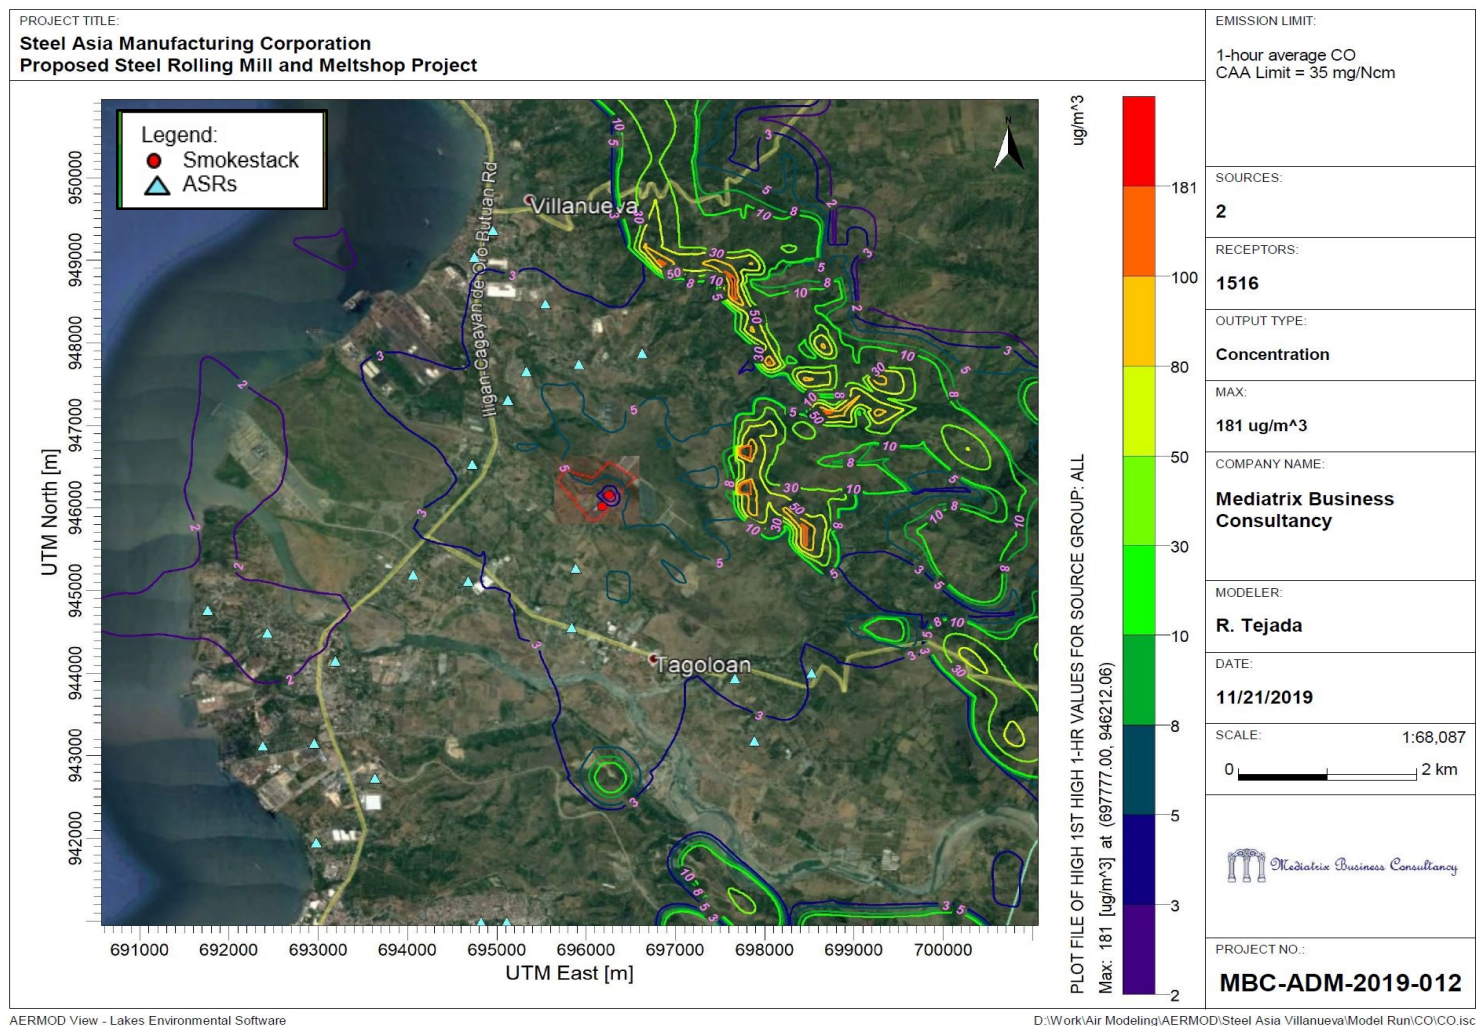 PROJECT TITLE:
Steel Asia Manufacturing Corporation
Proposed Steel Rolling Mill and Meltshop Project
Legend:
Smokestack
ASRs
N
Villanueva
Iligan-Cagayan de Oro-Butuan Rd
Tagoloan
UTM North [m]
950000
949000
948000
947000
946000
945000
944000
943000
942000
691000 692000 693000 694000 695000 696000 697000 698000 699000 700000
UTM East [m]
ug/m^3
181
100
80
50
30
10
8
5
3
2
PLOT FILE OF HIGH 1ST HIGH 1-HR VALUES FOR SOURCE GROUP: ALL
Max: 181 [ug/m^3] at (697777.00, 946212.06)
EMISSION LIMIT:
1-hour average CO
CAA Limit = 35 mg/Ncm
SOURCES:
2
RECEPTORS:
1516
OUTPUT TYPE:
Concentration
MAX:
181 ug/m^3
COMPANY NAME:
Mediatrix Business
Consultancy
MODELER:
R. Tejada
DATE:
11/21/2019
SCALE:
1:68,087
0
2 km
Mediatrix Business Consultancy
PROJECT NO.:
MBC-ADM-2019-012
AERMOD View - Lakes Environmental Software
D:\Work\Air Modeling\AERMOD\Steel Asia Villanueva\Model Run\CO\CO.isc